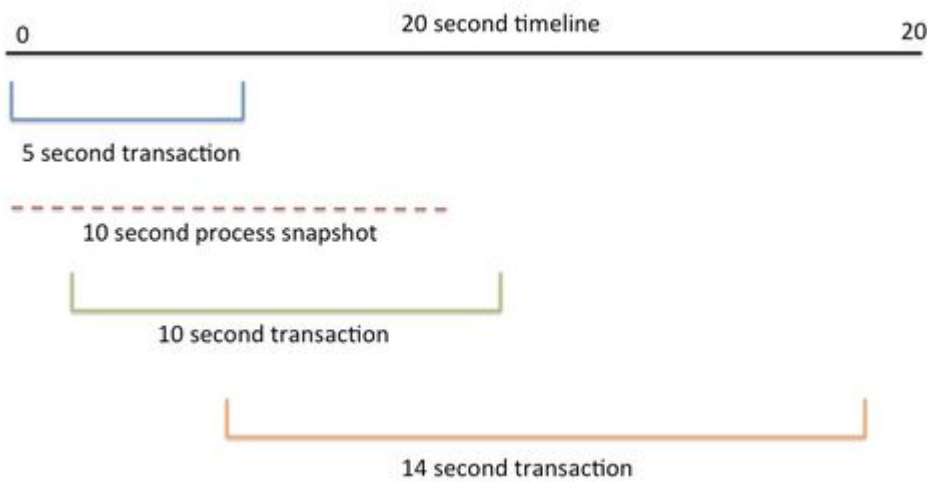 0
20 second timeline
20
5 second transaction
10 second process snapshot
10 second transaction
14 second transaction